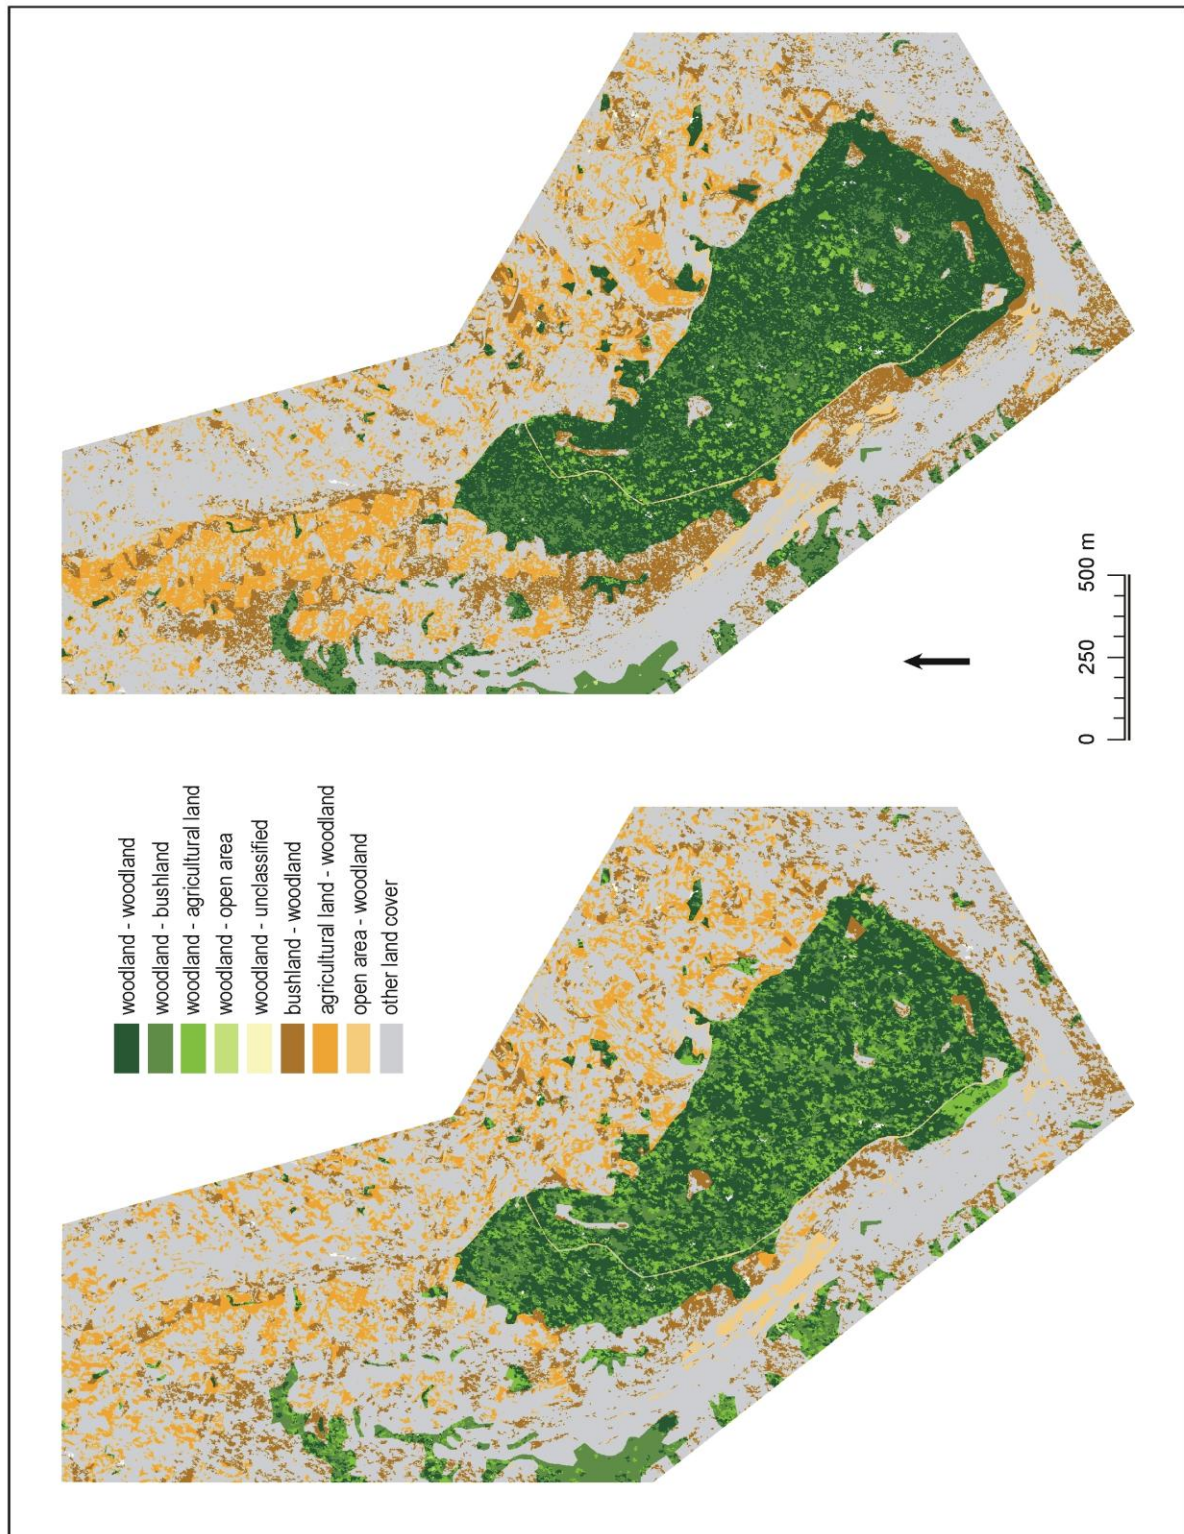 woodland - woodland
woodland - bushland
woodland - agricultural land
woodland - open area
woodland - unclassified
bushland - woodland
agricultural land - woodland
open area - woodland
other land cover
0 250 500 m